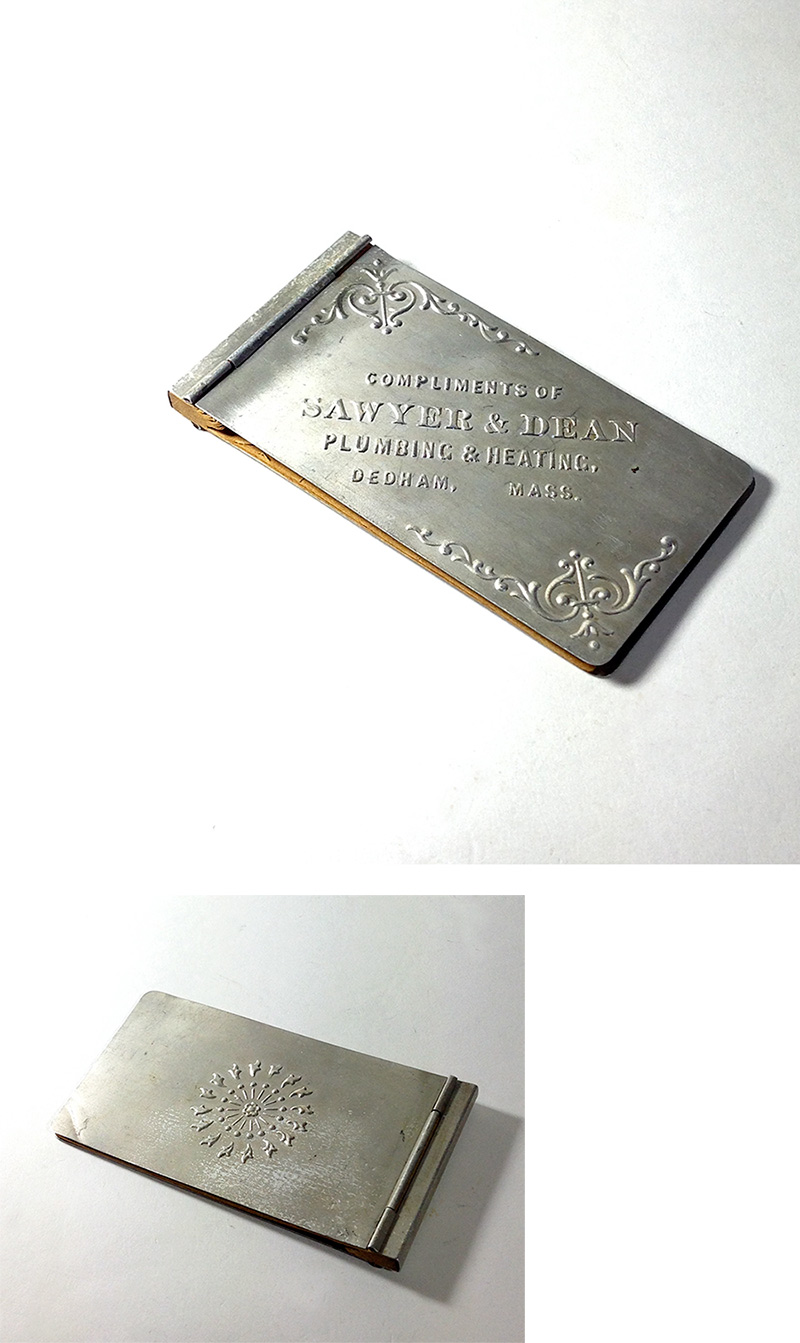 COMPLIMENTS OF
SAWYER & DEAN
PLUMBING & HEATING,
DEDHAM, MASS.